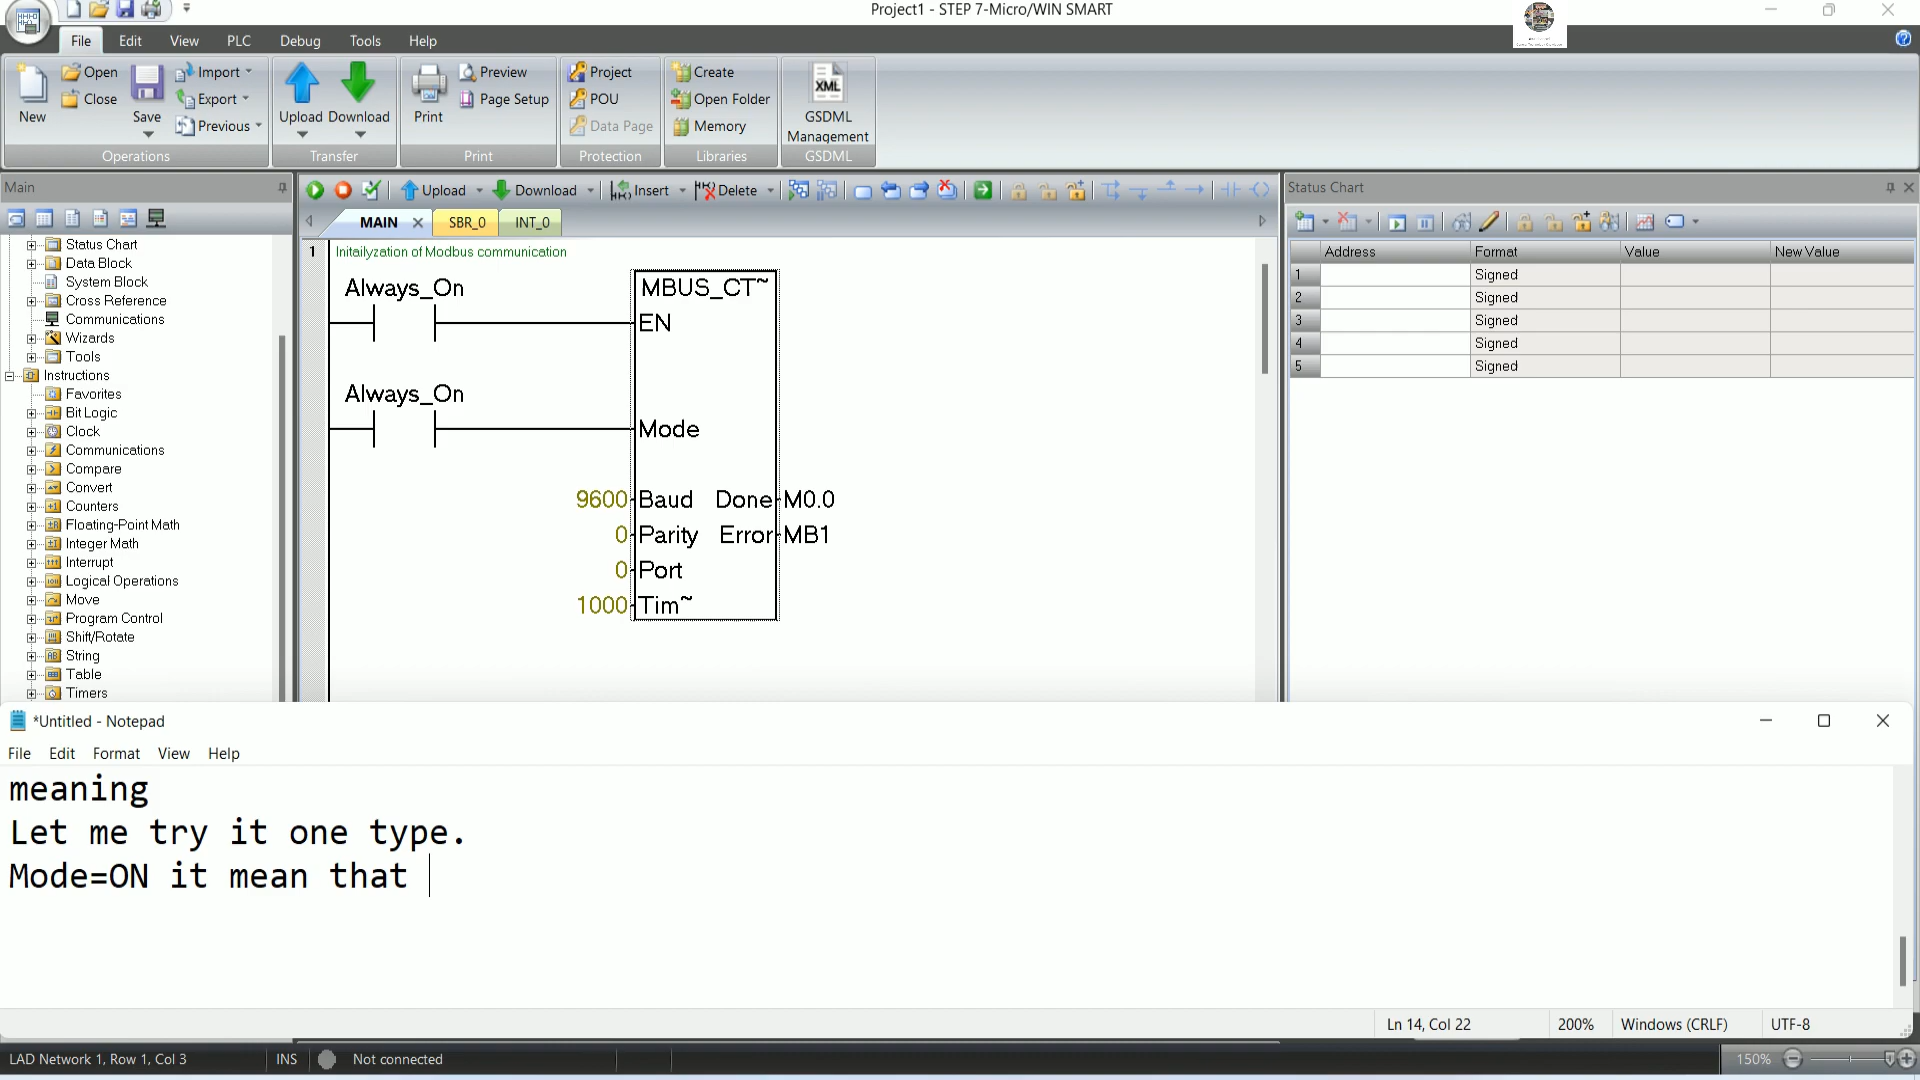 Project1 - STEP 7-Micro/WIN SMART
File Edit View PLC Debug Tools Help
New
Open
Close
Save
Import
Export
Previous
Operations
Upload
Download
Transfer
Print
Preview
Page Setup
Print
Project
POU
Data Page
Protection
Create
Open Folder
Memory
Libraries
XML
GSDML
Management
GSDML
Main
Status Chart
Data Block
System Block
Cross Reference
Communications
Wizards
Tools
Instructions
Favorites
Bit Logic
Clock
Communications
Compare
Convert
Counters
Floating-Point Math
Integer Math
Interrupt
Logical Operations
Move
Program Control
Shift/Rotate
String
Table
Timers
Upload Download Insert Delete
MAIN SBR_0 INT_0
1 Initailyzation of Modbus communication
Always_On MBUS_CT~
EN
Always_On
Mode
9600 Baud Done M0.0
0 Parity Error MB1
0 Port
1000 Tim~
Status Chart
Address Format Value New Value
1 Signed
2 Signed
3 Signed
4 Signed
5 Signed
*Untitled - Notepad
File Edit Format View Help
meaning
Let me try it one type.
Mode=ON it mean that
Ln 14, Col 22 200% Windows (CRLF) UTF-8
LAD Network 1, Row 1, Col 3 INS Not connected 150%